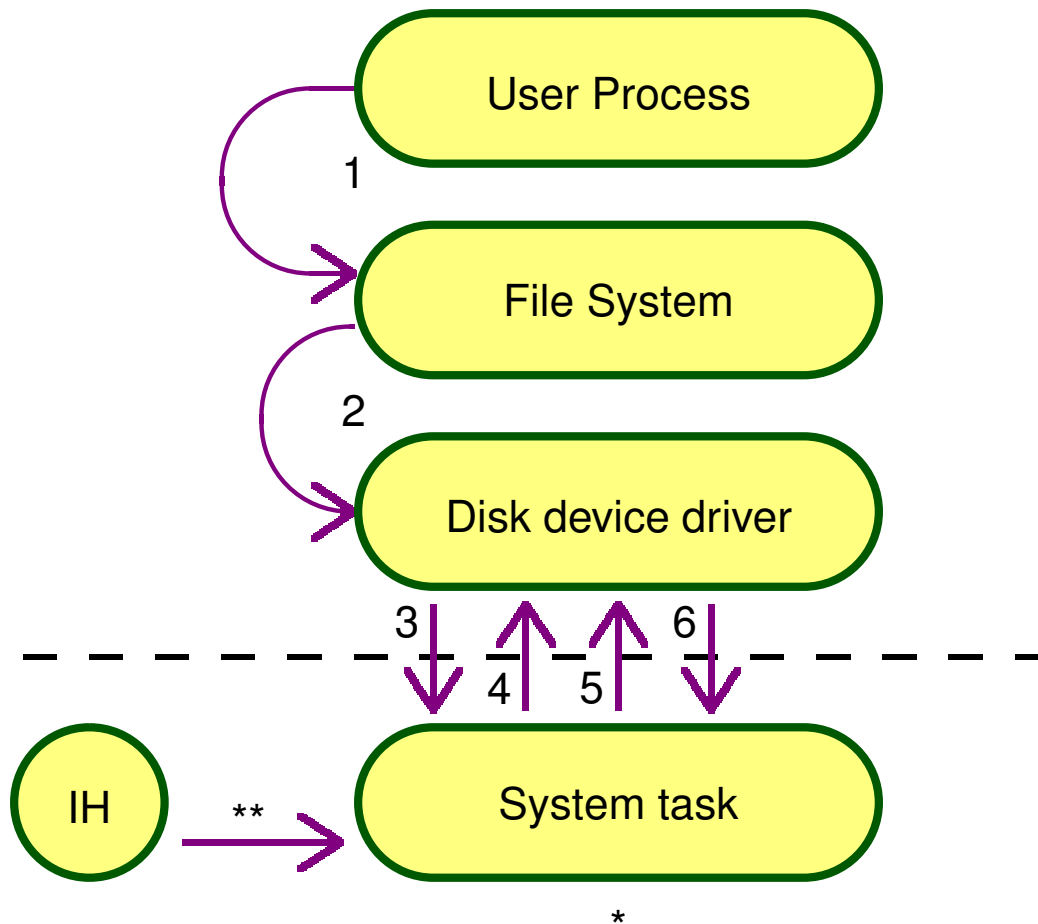 User Process
1
File System
2
Disk device driver
3
6
4
5
IH
**
System task
*